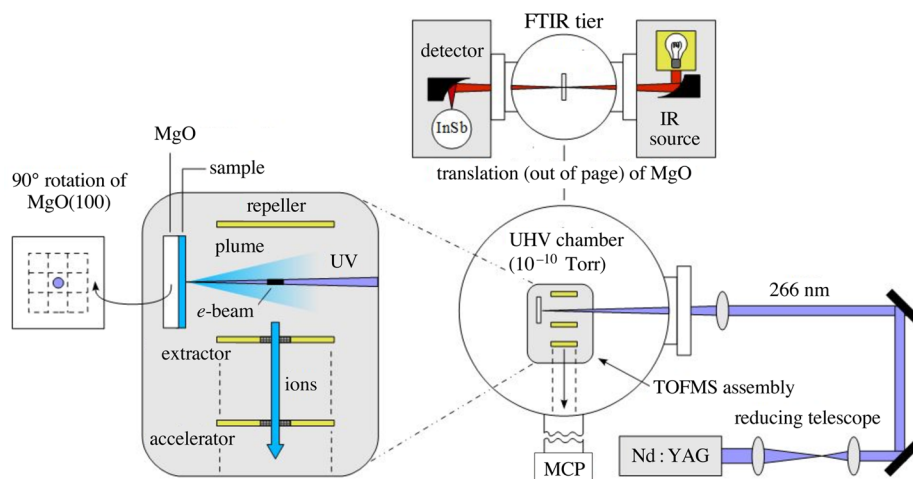 FTIR tier
detector
InSb
IR
source
translation (out of page) of MgO
MgO
sample
90° rotation of
MgO(100)
repeller
plume
UV
e-beam
extractor
ions
accelerator
UHV chamber
(10⁻¹⁰ Torr)
266 nm
TOFMS assembly
reducing telescope
Nd : YAG
MCP